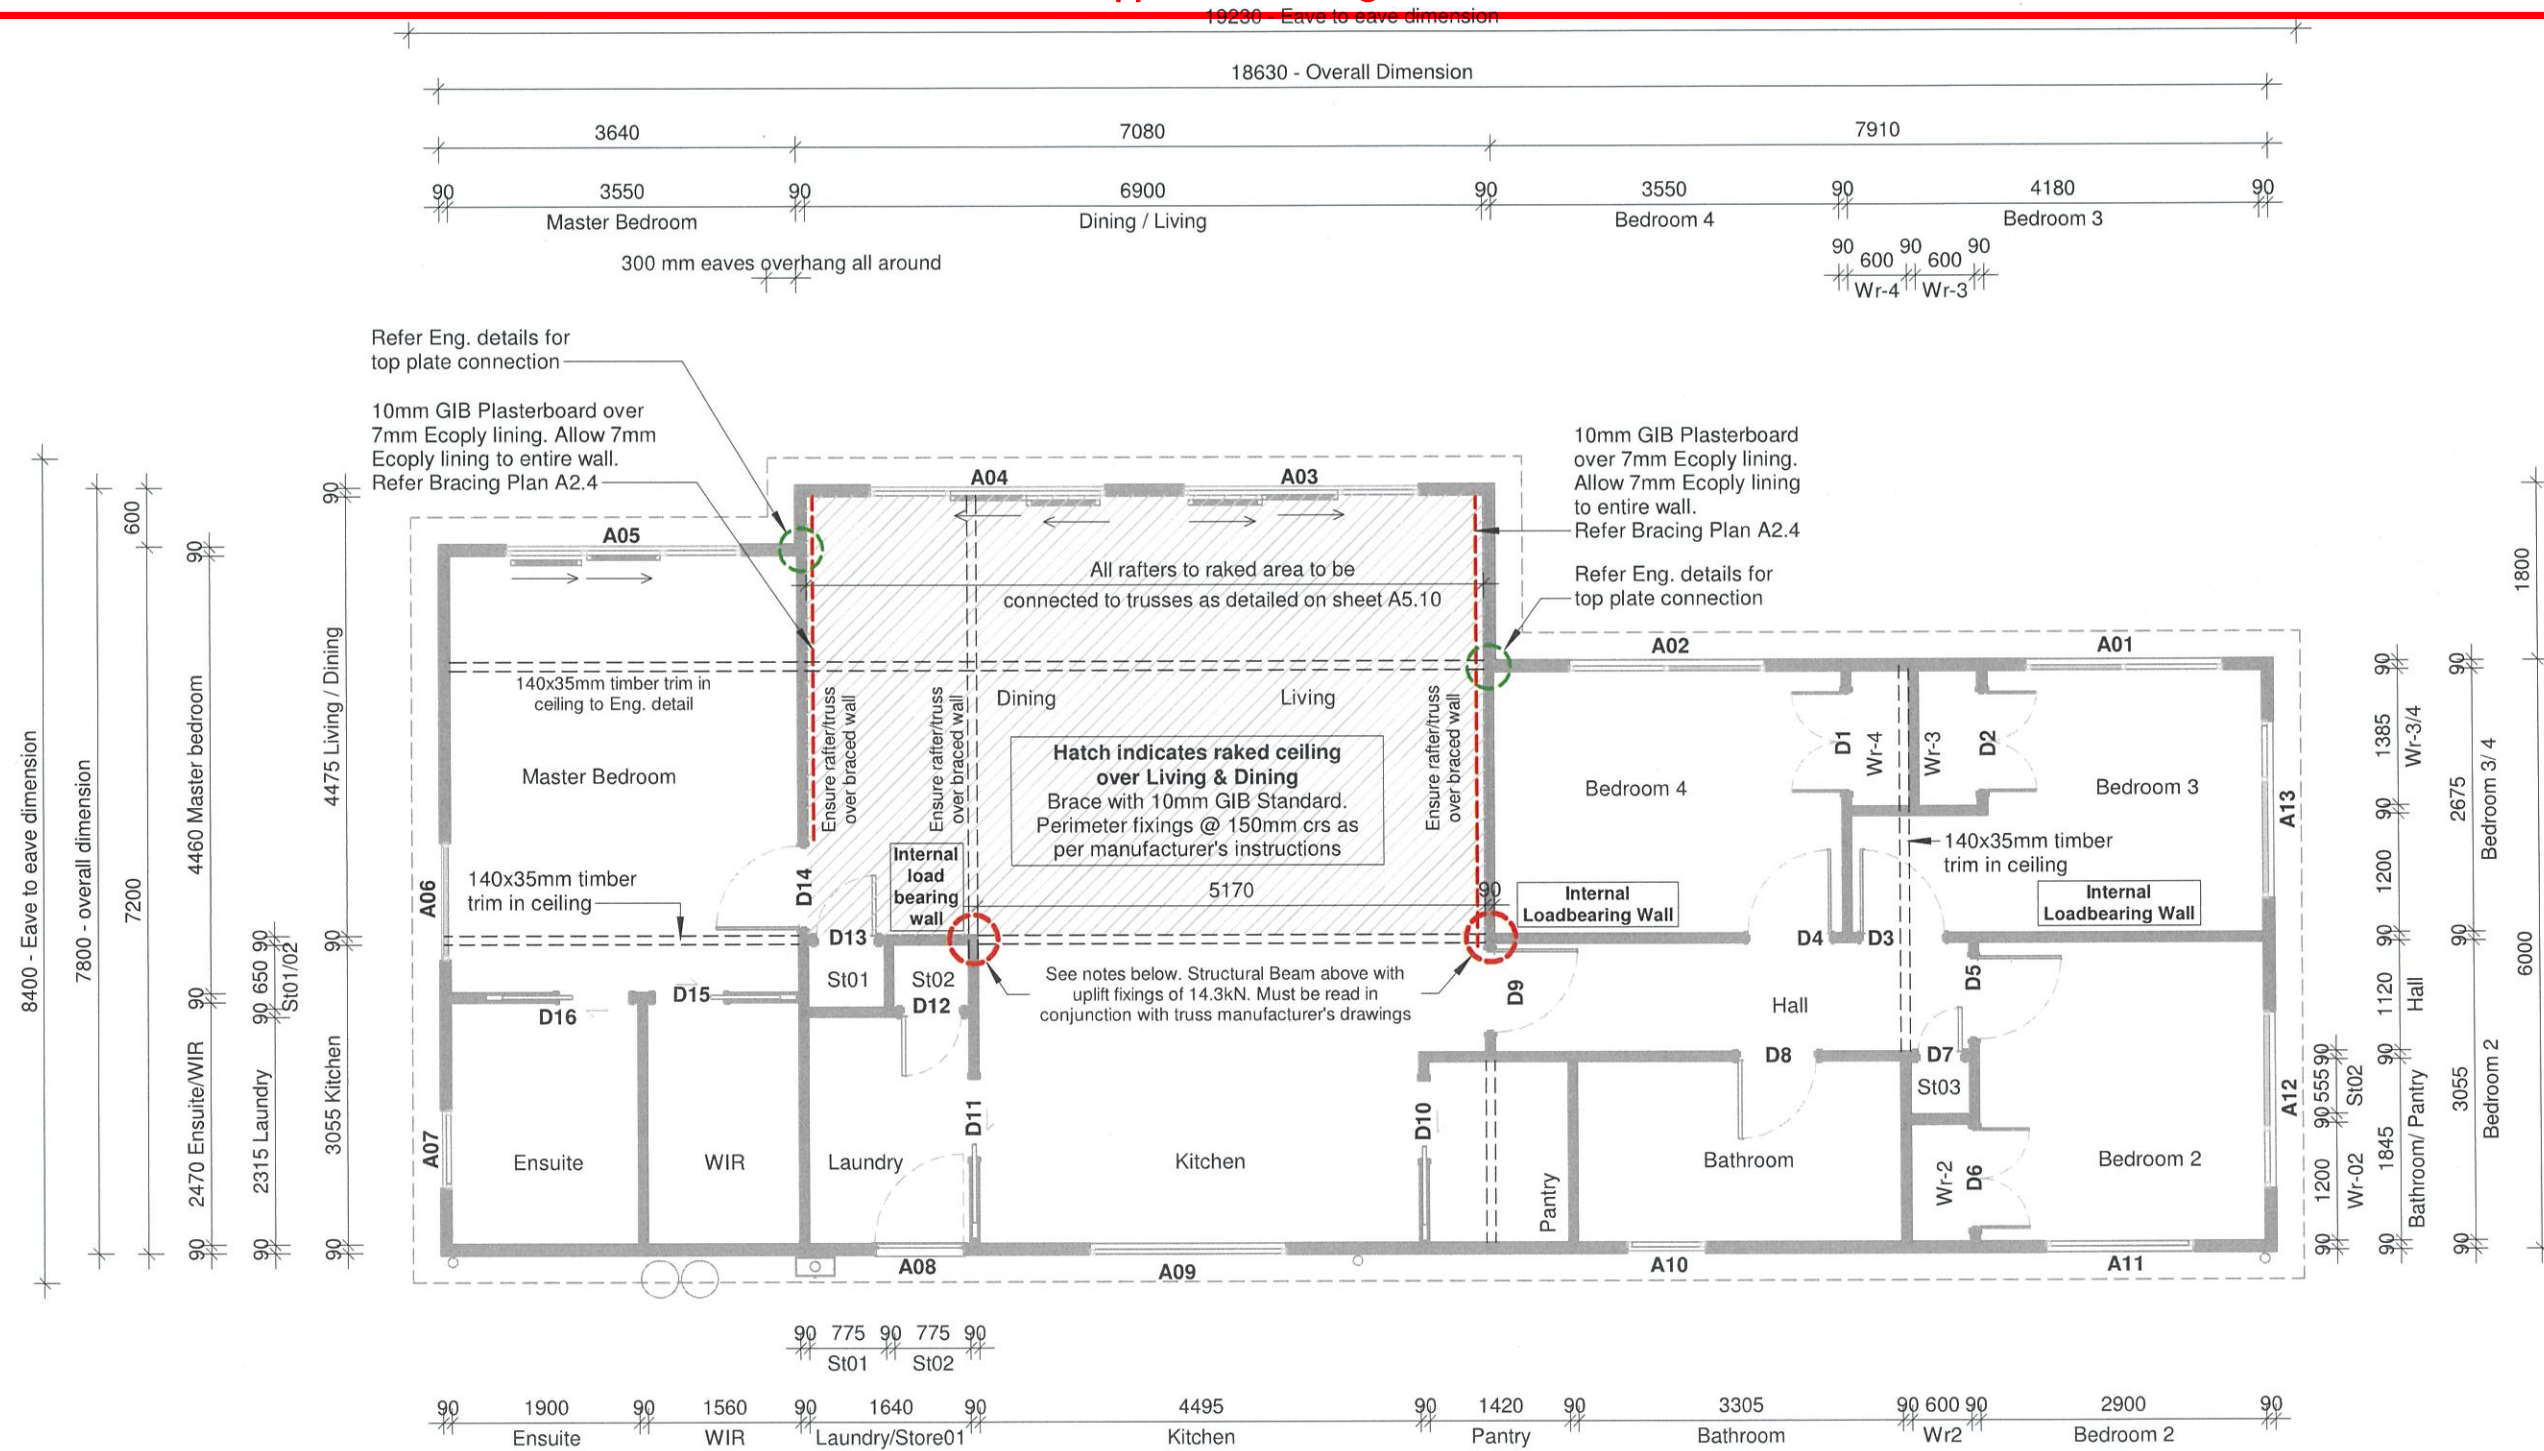 19230 - Eave to eave dimension
18630 - Overall Dimension
3640
7080
7910
90
3550
90
6900
90
3550
90
4180
90
Master Bedroom
Dining / Living
Bedroom 4
Bedroom 3
300 mm eaves overhang all around
90
600
90
600
90
Wr-4
Wr-3
Refer Eng. details for
top plate connection
10mm GIB Plasterboard over
7mm Ecoply lining. Allow 7mm
Ecoply lining to entire wall.
Refer Bracing Plan A2.4
10mm GIB Plasterboard
over 7mm Ecoply lining.
Allow 7mm Ecoply lining
to entire wall.
Refer Bracing Plan A2.4
Refer Eng. details for
top plate connection
A04
A03
A05
A02
A01
All rafters to raked area to be
connected to trusses as detailed on sheet A5.10
140x35mm timber trim in
ceiling to Eng. detail
Master Bedroom
Ensure rafter/truss
over braced wall
Ensure rafter/truss
over braced wall
Dining
Living
Ensure rafter/truss
over braced wall
Hatch indicates raked ceiling
over Living & Dining
Brace with 10mm GIB Standard.
Perimeter fixings @ 150mm crs as
per manufacturer's instructions
Internal
load
bearing
wall
5170
90
Bedroom 4
D1
Wr-4
Wr-3
D2
Bedroom 3
A13
140x35mm timber
trim in ceiling
Internal
Loadbearing Wall
Internal
Loadbearing Wall
140x35mm timber
trim in ceiling
A06
D14
D13
D4
D3
St01
St02
D12
D15
D16
See notes below. Structural Beam above with
uplift fixings of 14.3kN. Must be read in
conjunction with truss manufacturer's drawings
D9
Hall
D5
D8
D7
St03
A07
Ensuite
WIR
Laundry
D11
Kitchen
D10
Pantry
Bathroom
Wr-2
D6
Bedroom 2
A12
A08
A09
A10
A11
8400 - Eave to eave dimension
7800 - overall dimension
600
7200
90
4460 Master bedroom
90
2470 Ensuite/WIR
90
90
650
90
St01/02
2315 Laundry
90
90
4475 Living / Dining
90
3055 Kitchen
90
90
555
90
St02
1200
Wr-02
90
90
1385
Wr-3/4
90
1200
90
1120
Hall
90
1845
Bathroom/ Pantry
90
90
2675
Bedroom 3/ 4
90
3055
Bedroom 2
90
1800
6000
90
775
90
775
90
St01
St02
90
1900
90
1560
90
1640
90
4495
90
1420
90
3305
90
600
90
2900
90
Ensuite
WIR
Laundry/Store01
Kitchen
Pantry
Bathroom
Wr2
Bedroom 2